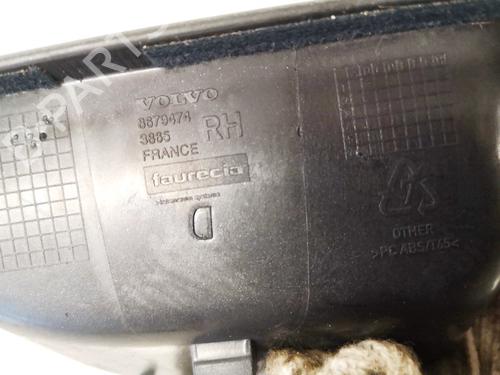 VOLVO
8679474
3885 RH
FRANCE
faurecia
D
OTHER
>PC ABS/T65<